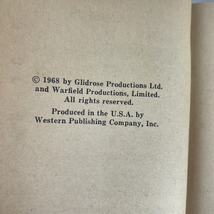 © 1968 by Glidrose Productions Ltd.
and Warfield Productions, Limited.
All rights reserved.
Produced in the U.S.A. by
Western Publishing Company, Inc.